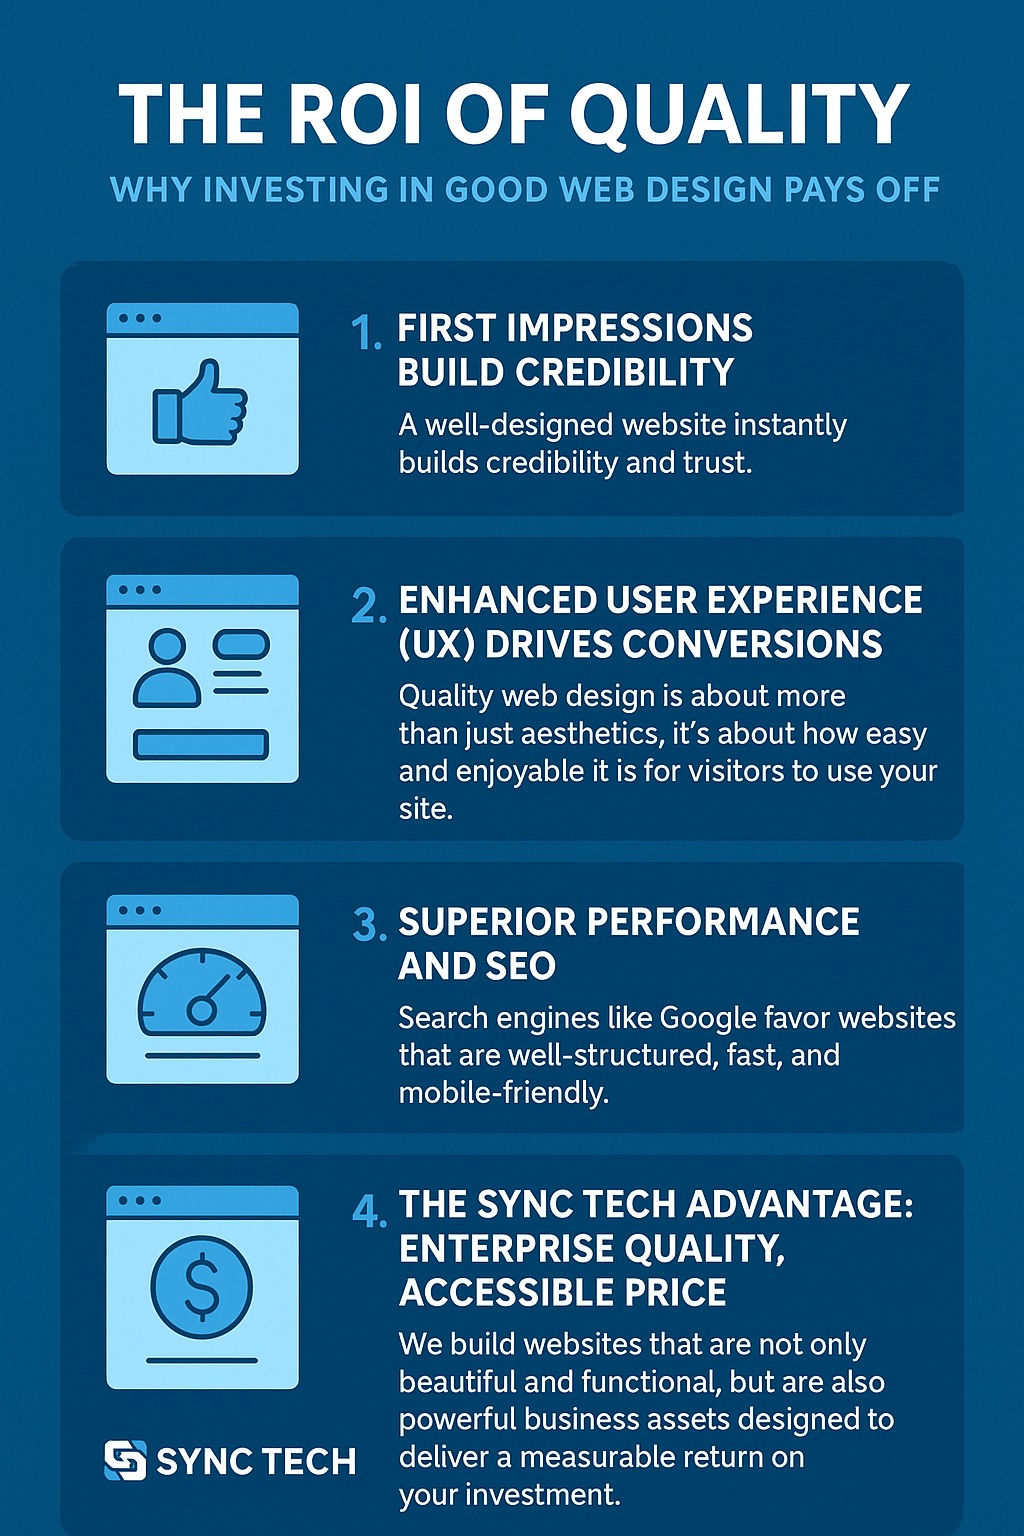 THE ROI OF QUALITY
WHY INVESTING IN GOOD WEB DESIGN PAYS OFF
1. FIRST IMPRESSIONS
BUILD CREDIBILITY
A well-designed website instantly
builds credibility and trust.
2. ENHANCED USER EXPERIENCE
(UX) DRIVES CONVERSIONS
Quality web design is about more
than just aesthetics, it’s about how easy
and enjoyable it is for visitors to use your
site.
3. SUPERIOR PERFORMANCE
AND SEO
Search engines like Google favor websites
that are well-structured, fast, and
mobile-friendly.
$
4. THE SYNC TECH ADVANTAGE:
ENTERPRISE QUALITY,
ACCESSIBLE PRICE
We build websites that are not only
beautiful and functional, but are also
powerful business assets designed to
deliver a measurable return on
your investment.
SYNC TECH